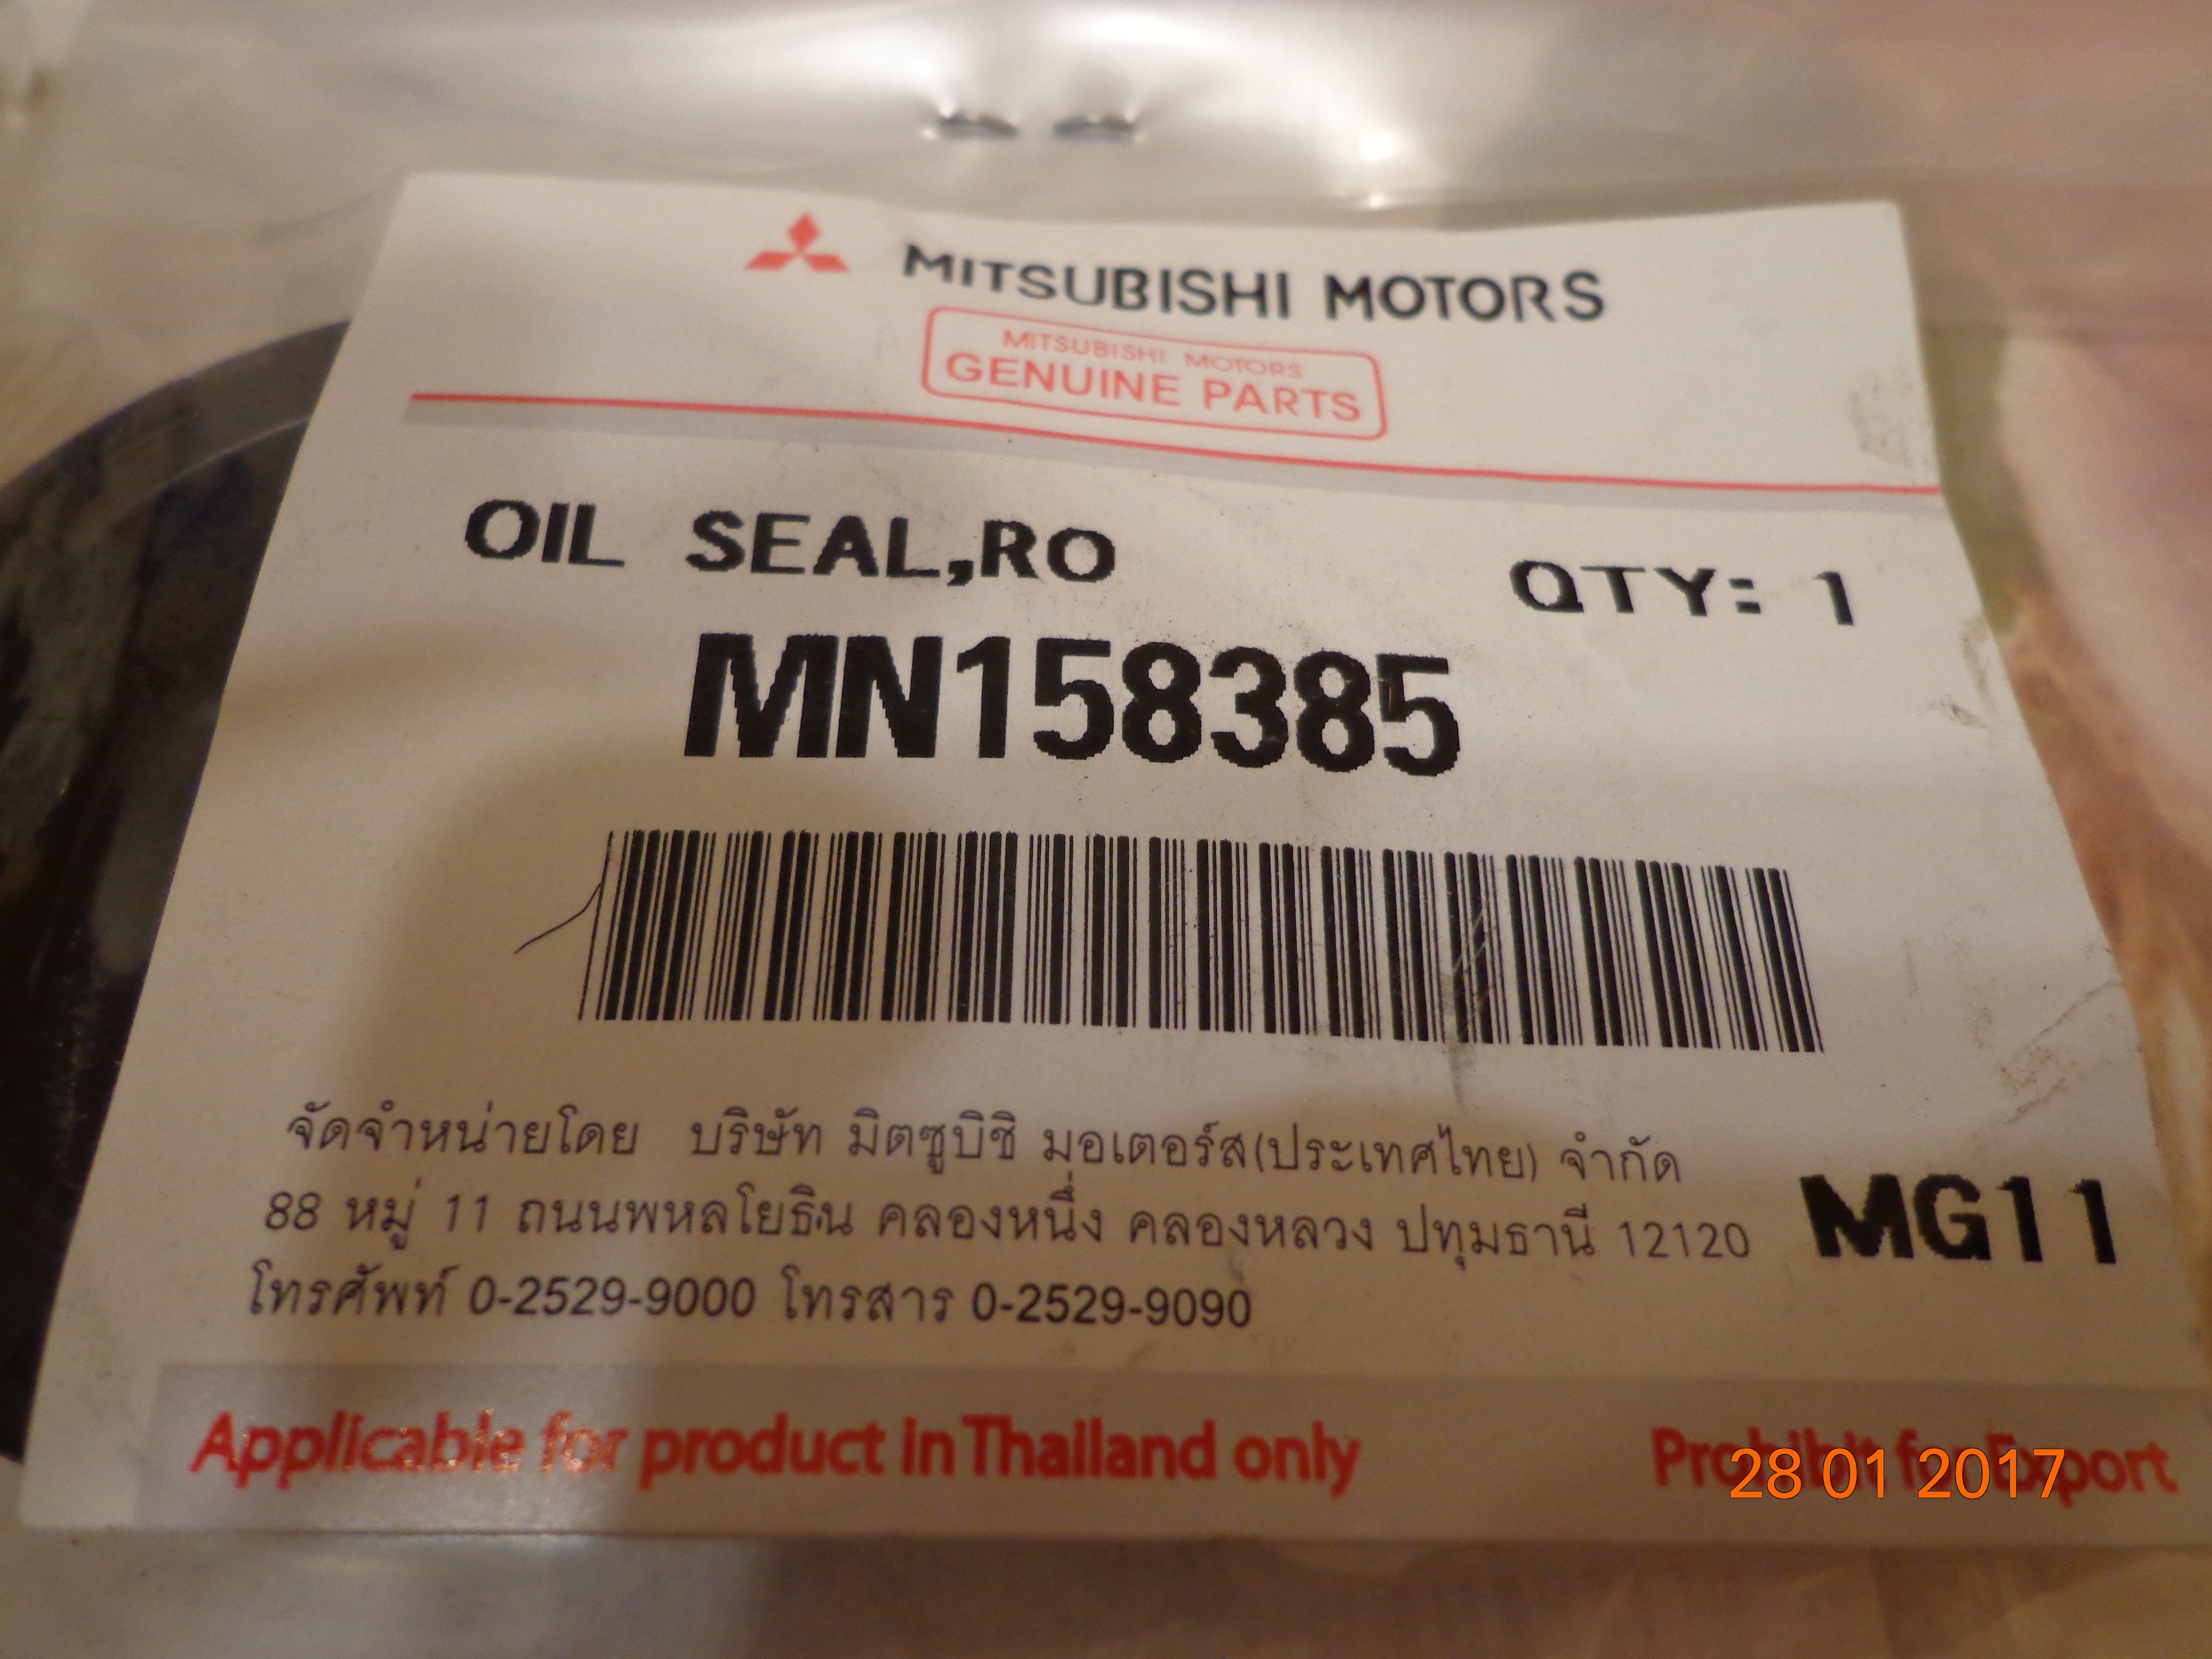 MITSUBISHI MOTORS
MITSUBISHI MOTORS
GENUINE PARTS
OIL SEAL,RO
QTY: 1
MN158385
จัดจำหน่ายโดย บริษัท มิตซูบิชิ มอเตอร์ส(ประเทศไทย) จำกัด
88 หมู่ 11 ถนนพหลโยธิน คลองหนึ่ง คลองหลวง ปทุมธานี 12120
MG11
โทรศัพท์ 0-2529-9000 โทรสาร 0-2529-9090
Applicable for product in Thailand only
Prohibit for Export
28 01 2017